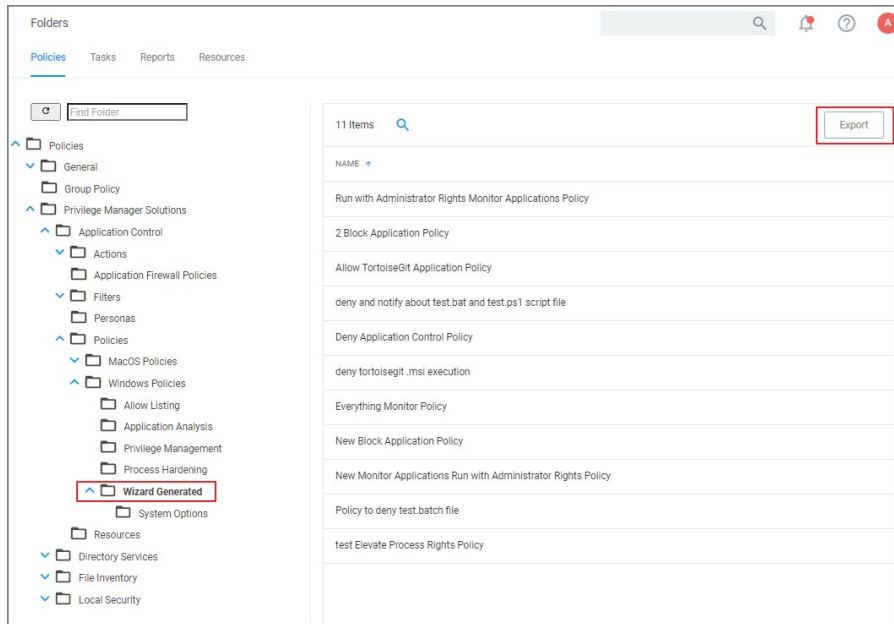 Folders
A
Policies Tasks Reports Resources
Find Folder
11 Items
Export
Policies
NAME
General
Group Policy
Run with Administrator Rights Monitor Applications Policy
Privilege Manager Solutions
2 Block Application Policy
Application Control
Actions
Allow TortoiseGit Application Policy
Application Firewall Policies
Filters
deny and notify about test.bat and test.ps1 script file
Personas
Policies
Deny Application Control Policy
MacOS Policies
deny tortoisegit .msi execution
Windows Policies
Allow Listing
Everything Monitor Policy
Application Analysis
New Block Application Policy
Privilege Management
Process Hardening
New Monitor Applications Run with Administrator Rights Policy
Wizard Generated
System Options
Policy to deny test.batch file
Resources
test Elevate Process Rights Policy
Directory Services
File Inventory
Local Security